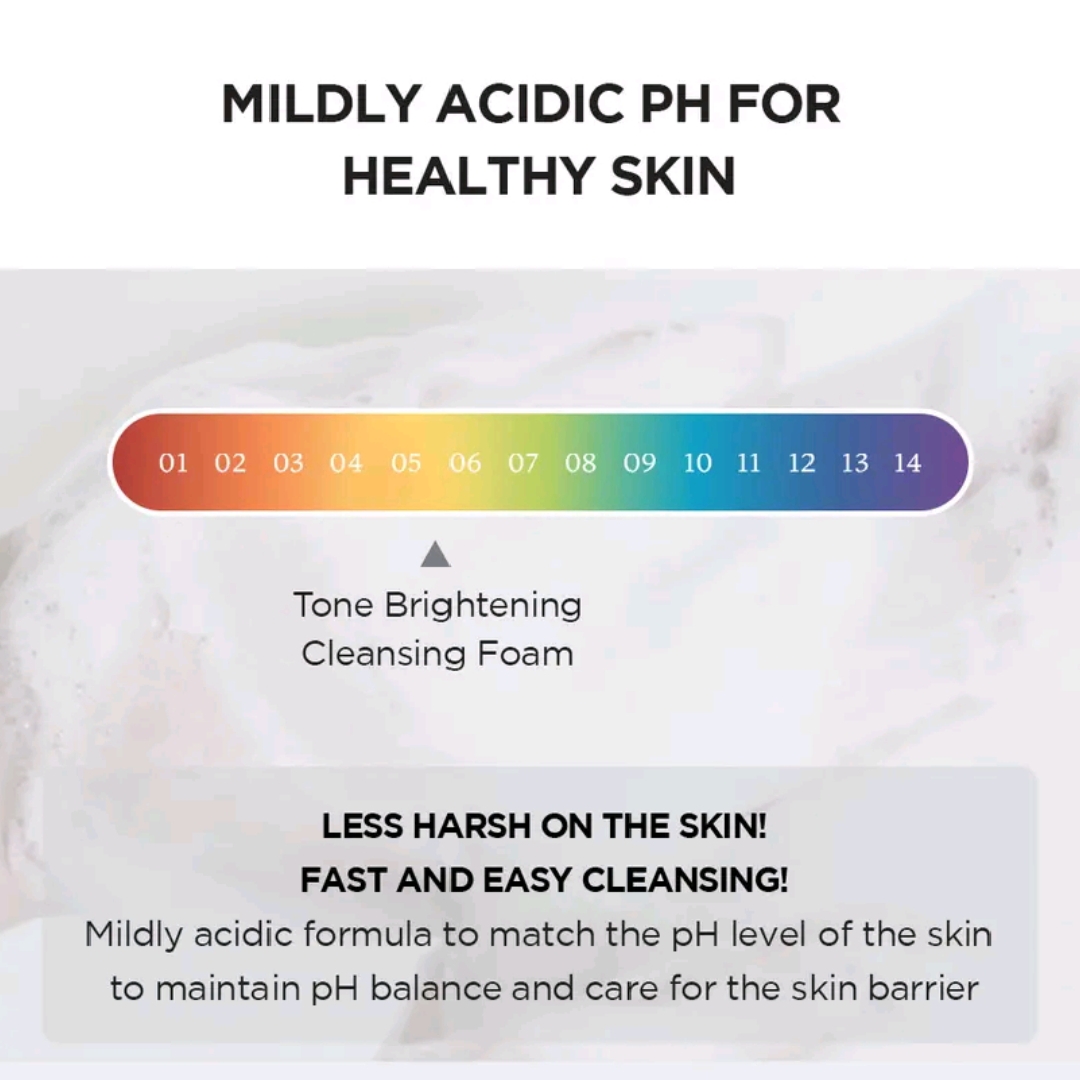 MILDLY ACIDIC PH FOR
HEALTHY SKIN
01 02 03 04 05 06 07 08 09 10 11 12 13 14
Tone Brightening
Cleansing Foam
LESS HARSH ON THE SKIN!
FAST AND EASY CLEANSING!
Mildly acidic formula to match the pH level of the skin
to maintain pH balance and care for the skin barrier